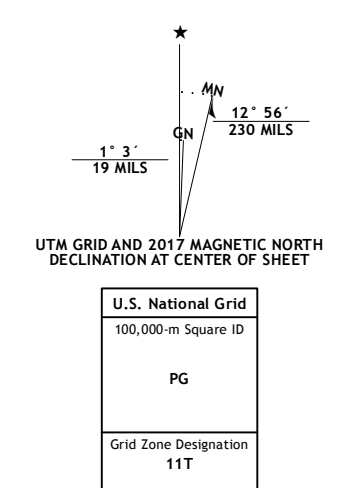 ★
MN
GN
12° 56´
230 MILS
1° 3´
19 MILS
UTM GRID AND 2017 MAGNETIC NORTH
DECLINATION AT CENTER OF SHEET
U.S. National Grid
100,000-m Square ID
PG
Grid Zone Designation
11T